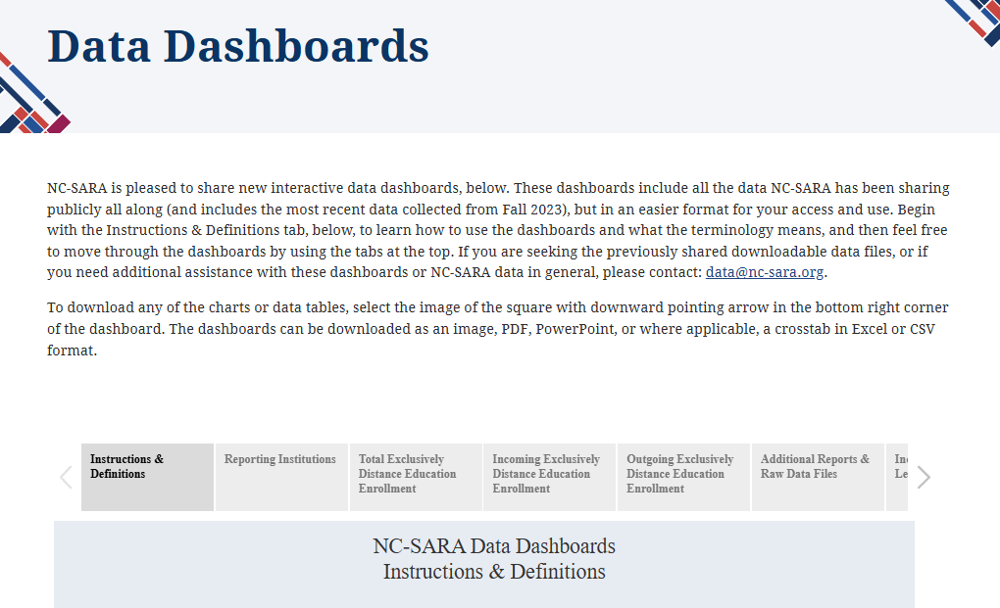 Data Dashboards
NC-SARA is pleased to share new interactive data dashboards, below. These dashboards include all the data NC-SARA has been sharing
publicly all along (and includes the most recent data collected from Fall 2023), but in an easier format for your access and use. Begin
with the Instructions & Definitions tab, below, to learn how to use the dashboards and what the terminology means, and then feel free
to move through the dashboards by using the tabs at the top. If you are seeking the previously shared downloadable data files, or if
you need additional assistance with these dashboards or NC-SARA data in general, please contact: data@nc-sara.org.
To download any of the charts or data tables, select the image of the square with downward pointing arrow in the bottom right corner
of the dashboard. The dashboards can be downloaded as an image, PDF, PowerPoint, or where applicable, a crosstab in Excel or CSV
format.
Instructions &
Definitions
Reporting Institutions
Total Exclusively
Distance Education
Enrollment
Incoming Exclusively
Distance Education
Enrollment
Outgoing Exclusively
Distance Education
Enrollment
Additional Reports &
Raw Data Files
NC-SARA Data Dashboards
Instructions & Definitions